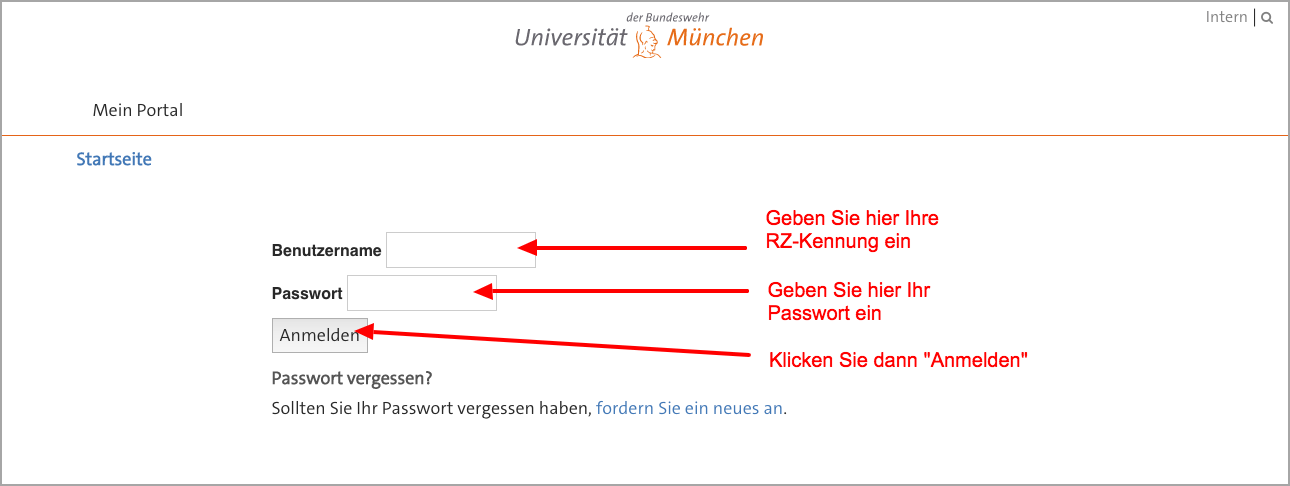 der Bundeswehr
Universität München
Intern
Mein Portal
Startseite
Geben Sie hier Ihre
RZ-Kennung ein
Benutzername
Passwort
Geben Sie hier Ihr
Passwort ein
Anmelden
Klicken Sie dann "Anmelden"
Passwort vergessen?
Sollten Sie Ihr Passwort vergessen haben, fordern Sie ein neues an.